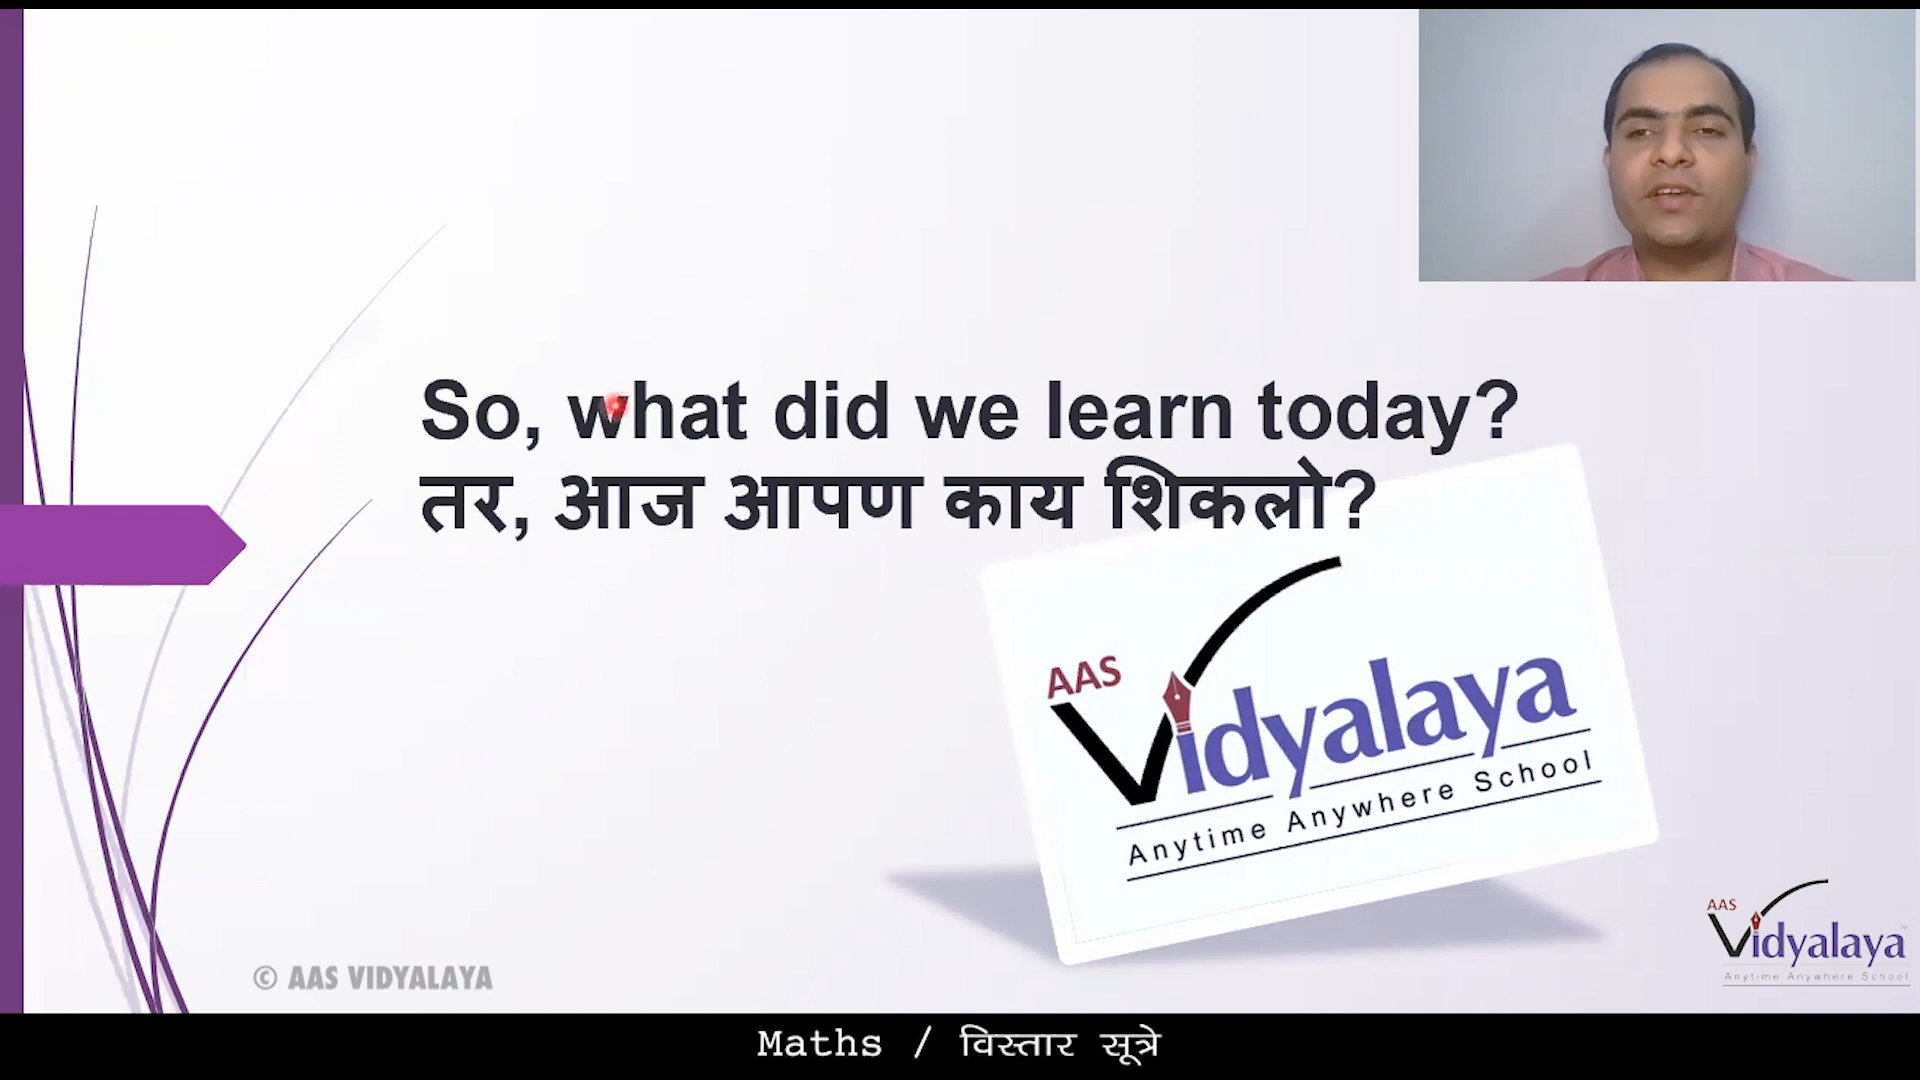 So, what did we learn today?
तर, आज आपण काय शिकलो?
AAS
Vidyalaya
Anytime Anywhere School
AAS
Vidyalaya
Anytime Anywhere School
© AAS VIDYALAYA
Maths / विस्तार सूत्रे